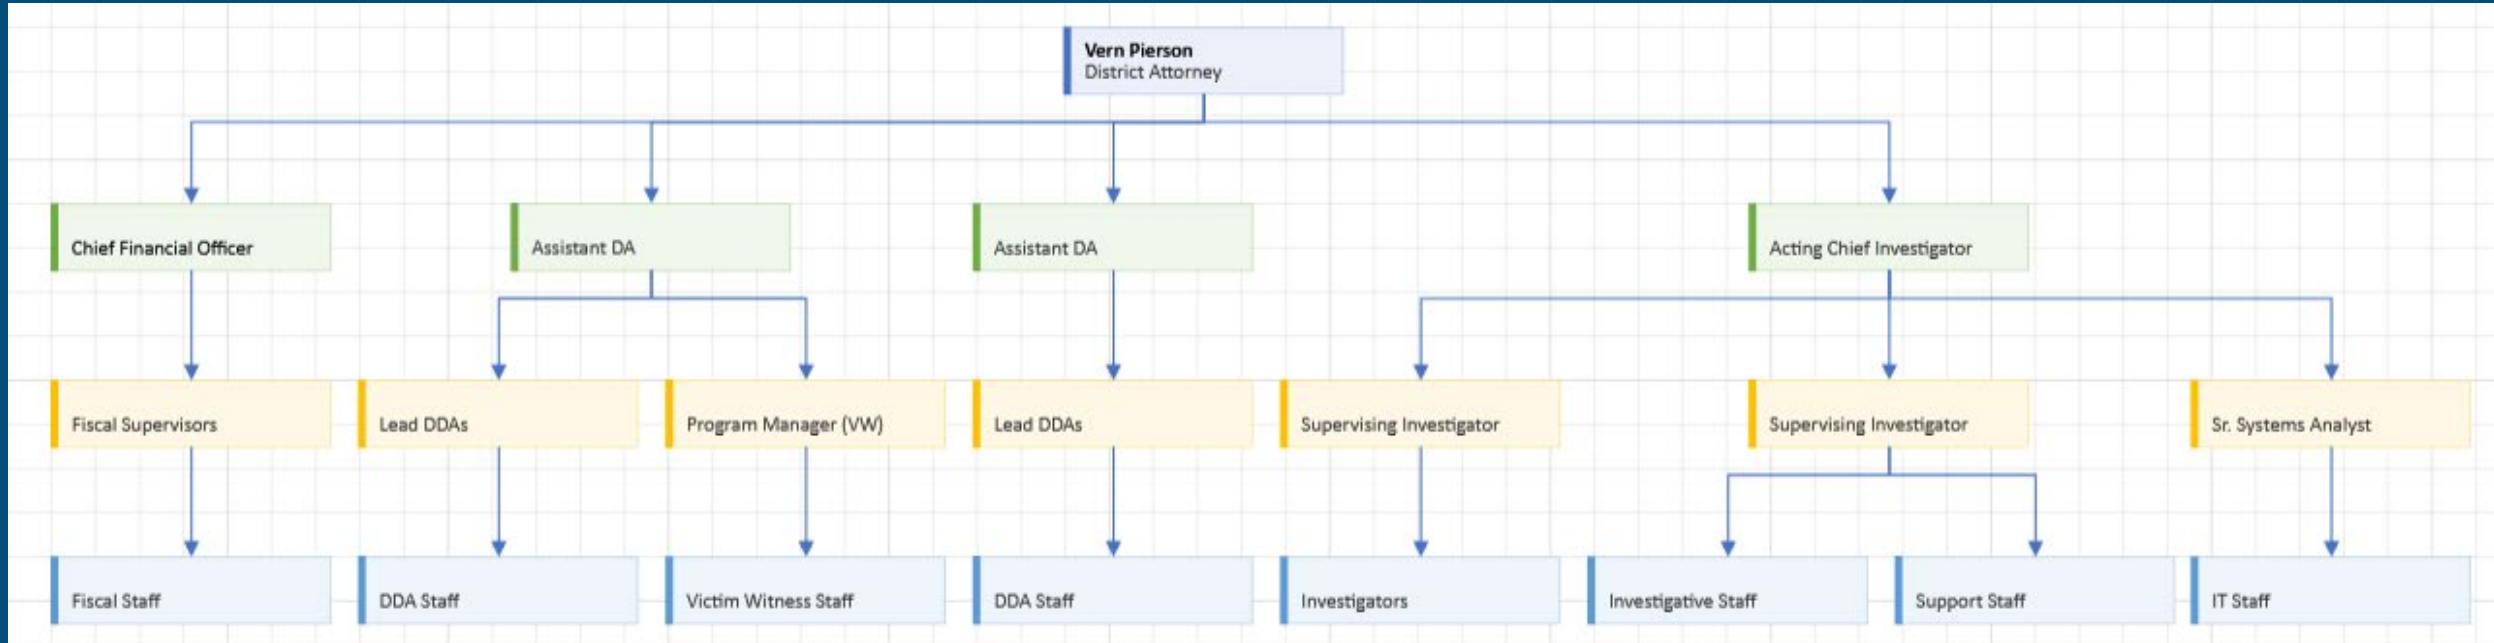 Vern Pierson
District Attorney
Chief Financial Officer
Assistant DA
Assistant DA
Acting Chief Investigator
Fiscal Supervisors
Lead DDAs
Program Manager (VW)
Lead DDAs
Supervising Investigator
Supervising Investigator
Sr. Systems Analyst
Fiscal Staff
DDA Staff
Victim Witness Staff
DDA Staff
Investigators
Investigative Staff
Support Staff
IT Staff